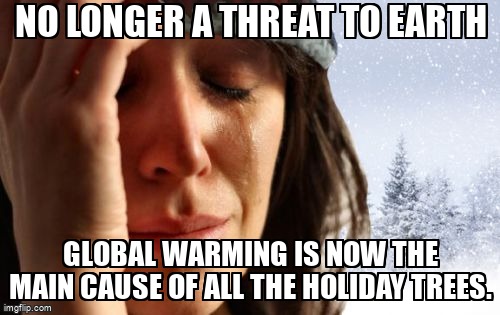 NO LONGER A THREAT TO EARTH
GLOBAL WARMING IS NOW THE
MAIN CAUSE OF ALL THE HOLIDAY TREES.
imgflip.com